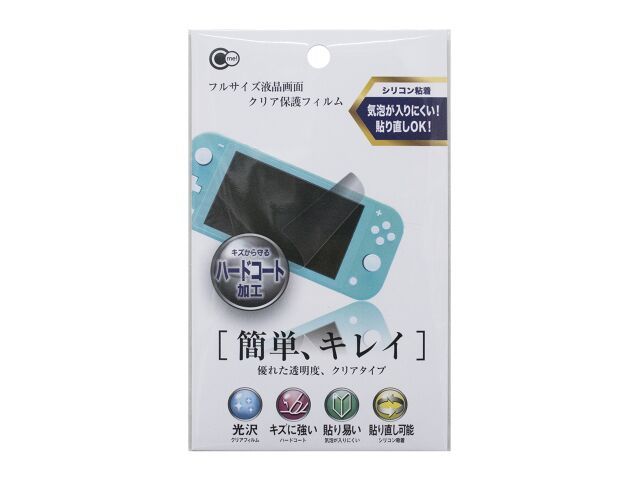 C
me!
フルサイズ液晶画面
クリア保護フィルム
シリコン粘着
気泡が入りにくい!
貼り直しOK!
キズから守る
ハードコート
加工
[簡単、キレイ]
優れた透明度、クリアタイプ
光沢
クリアフィルム
キズに強い
ハードコート
貼り易い
気泡が入りにくい
貼り直し可能
シリコン粘着